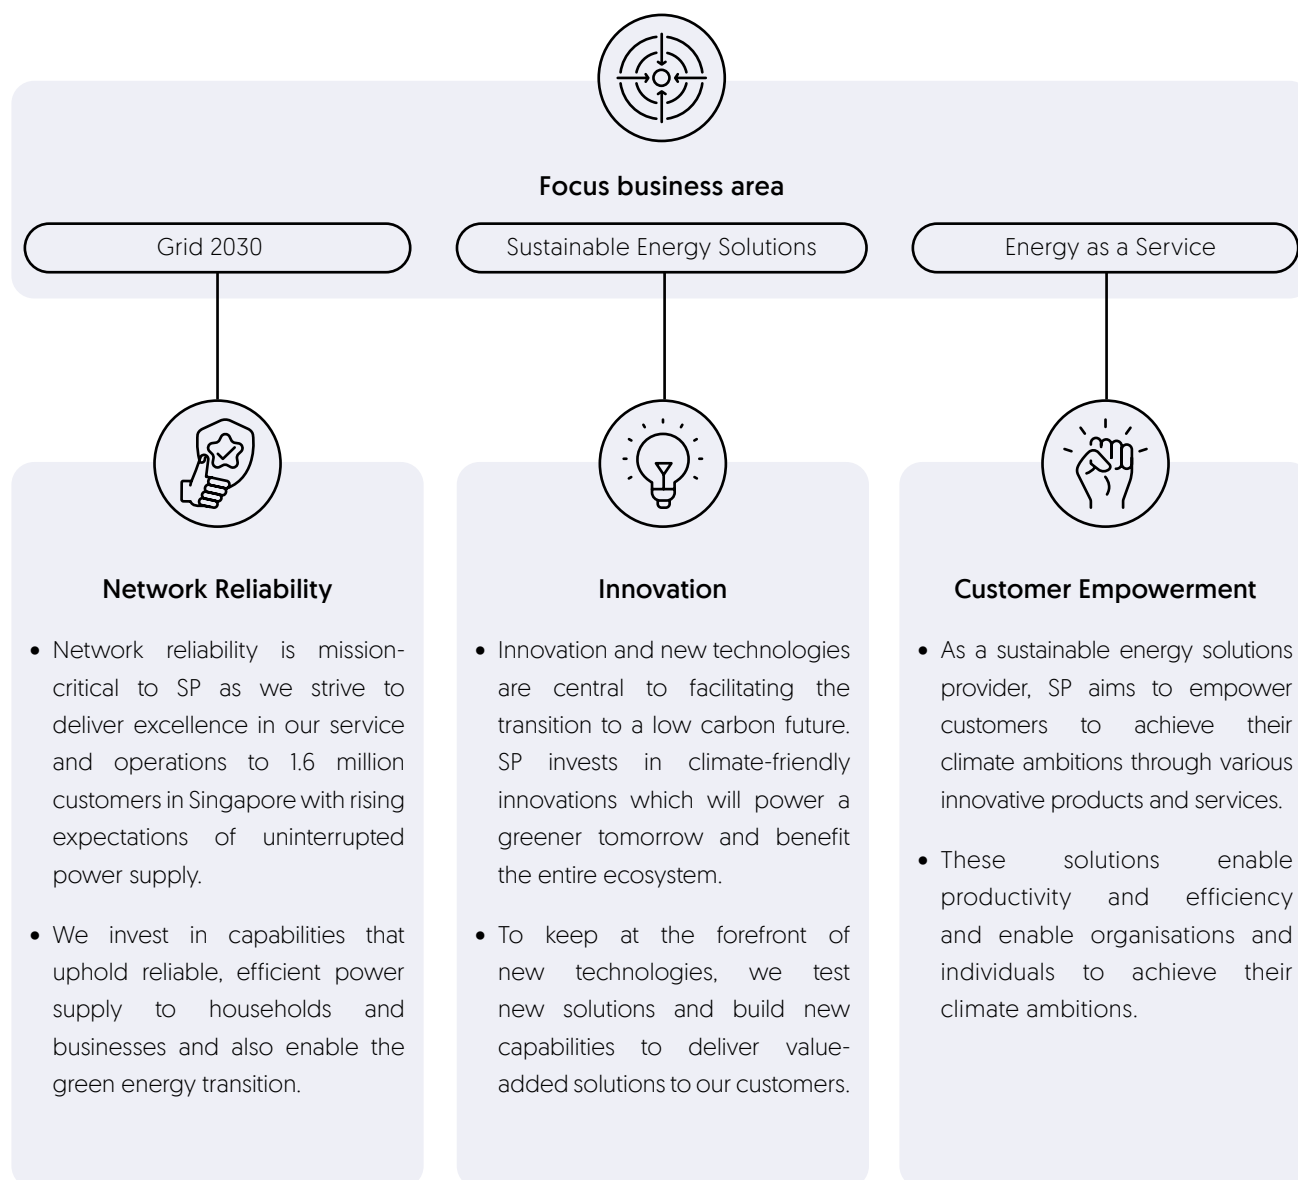 Focus business area
Grid 2030
Sustainable Energy Solutions
Energy as a Service
Network Reliability
• Network reliability is mission-
critical to SP as we strive to
deliver excellence in our service
and operations to 1.6 million
customers in Singapore with rising
expectations of uninterrupted
power supply.
• We invest in capabilities that
uphold reliable, efficient power
supply to households and
businesses and also enable the
green energy transition.
Innovation
• Innovation and new technologies
are central to facilitating the
transition to a low carbon future.
SP invests in climate-friendly
innovations which will power a
greener tomorrow and benefit
the entire ecosystem.
• To keep at the forefront of
new technologies, we test
new solutions and build new
capabilities to deliver value-
added solutions to our customers.
Customer Empowerment
• As a sustainable energy solutions
provider, SP aims to empower
customers to achieve their
climate ambitions through various
innovative products and services.
• These solutions enable
productivity and efficiency
and enable organisations and
individuals to achieve their
climate ambitions.